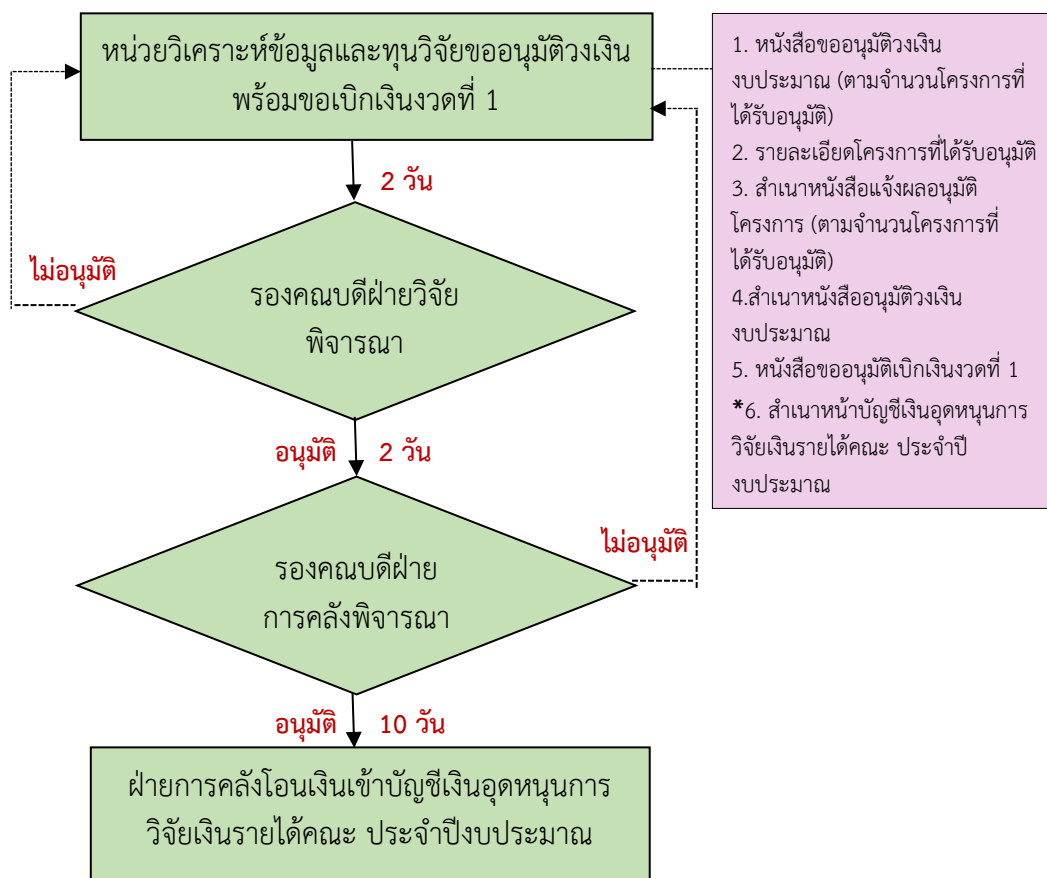 หน่วยวิเคราะห์ข้อมูลและทุนวิจัยขออนุมัติวงเงิน
พร้อมขอเบิกเงินงวดที่ 1
1. หนังสือขออนุมัติวงเงิน
งบประมาณ (ตามจำนวนโครงการที่
ได้รับอนุมัติ)
2. รายละเอียดโครงการที่ได้รับอนุมัติ
3. สำเนาหนังสือแจ้งผลอนุมัติ
โครงการ (ตามจำนวนโครงการที่
ได้รับอนุมัติ)
4.สำเนาหนังสืออนุมัติวงเงิน
งบประมาณ
5. หนังสือขออนุมัติเบิกเงินงวดที่ 1
*6. สำเนาหน้าบัญชีเงินอุดหนุนการ
วิจัยเงินรายได้คณะ ประจำปี
งบประมาณ
2 วัน
ไม่อนุมัติ
รองคณบดีฝ่ายวิจัย
พิจารณา
อนุมัติ 2 วัน
ไม่อนุมัติ
รองคณบดีฝ่าย
การคลังพิจารณา
อนุมัติ 10 วัน
ฝ่ายการคลังโอนเงินเข้าบัญชีเงินอุดหนุนการ
วิจัยเงินรายได้คณะ ประจำปีงบประมาณ